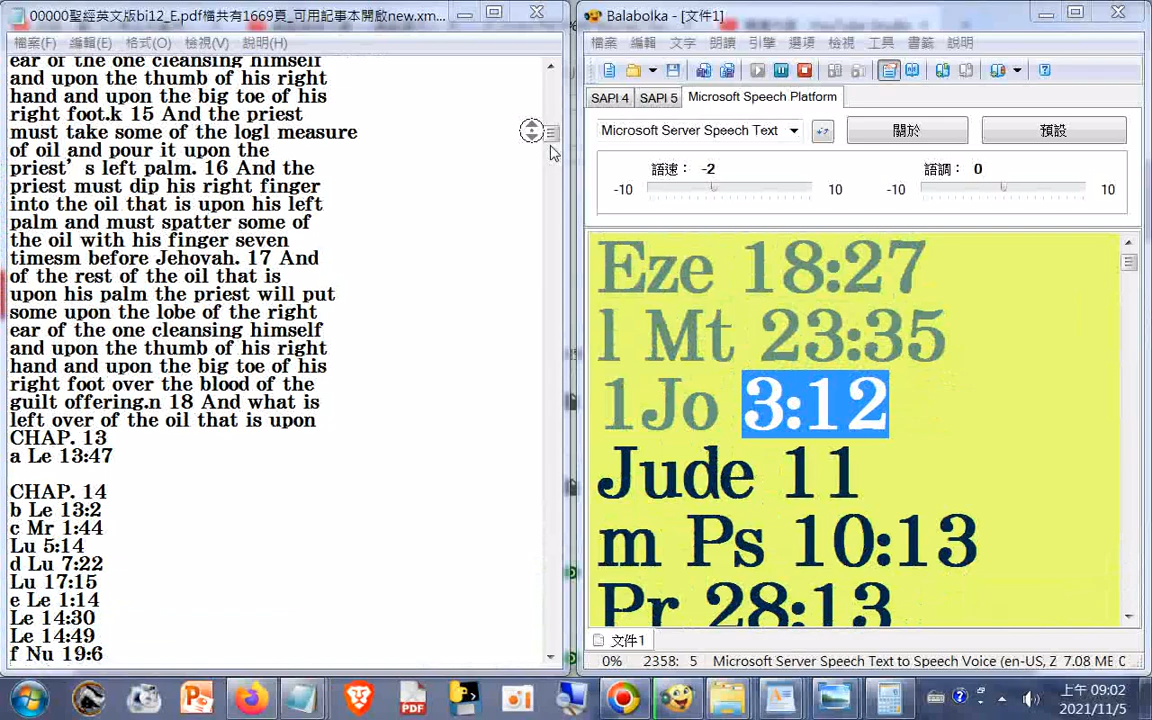 00000聖經英文版bi12_E.pdf檔共有1669頁_可用記事本開啟new.xm...
檔案(F) 編輯(E) 格式(O) 檢視(V) 說明(H)
ear of the one cleansing himself
and upon the thumb of his right
hand and upon the big toe of his
right foot.k 15 And the priest
must take some of the logl measure
of oil and pour it upon the
priest’s left palm. 16 And the
priest must dip his right finger
into the oil that is upon his left
palm and must spatter some of
the oil with his finger seven
timesm before Jehovah. 17 And
of the rest of the oil that is
upon his palm the priest will put
some upon the lobe of the right
ear of the one cleansing himself
and upon the thumb of his right
hand and upon the big toe of his
right foot over the blood of the
guilt offering.n 18 And what is
left over of the oil that is upon
CHAP. 13
a Le 13:47
CHAP. 14
b Le 13:2
c Mr 1:44
Lu 5:14
d Lu 7:22
Lu 17:15
e Le 1:14
Le 14:30
Le 14:49
f Nu 19:6
Balabolka - [文件1]
檔案 編輯 文字 朗讀 引擎 選項 檢視 工具 書籤 說明
SAPI 4 SAPI 5 Microsoft Speech Platform
Microsoft Server Speech Text 關於 預設
語速: -2 語調: 0
-10 10 -10 10
Eze 18:27
l Mt 23:35
1Jo 3:12
Jude 11
m Ps 10:13
Pr 28:13
文件1
0% 2358: 5 Microsoft Server Speech Text to Speech Voice (en-US, Z 7.08 ME
PDF
上午 09:02
2021/11/5